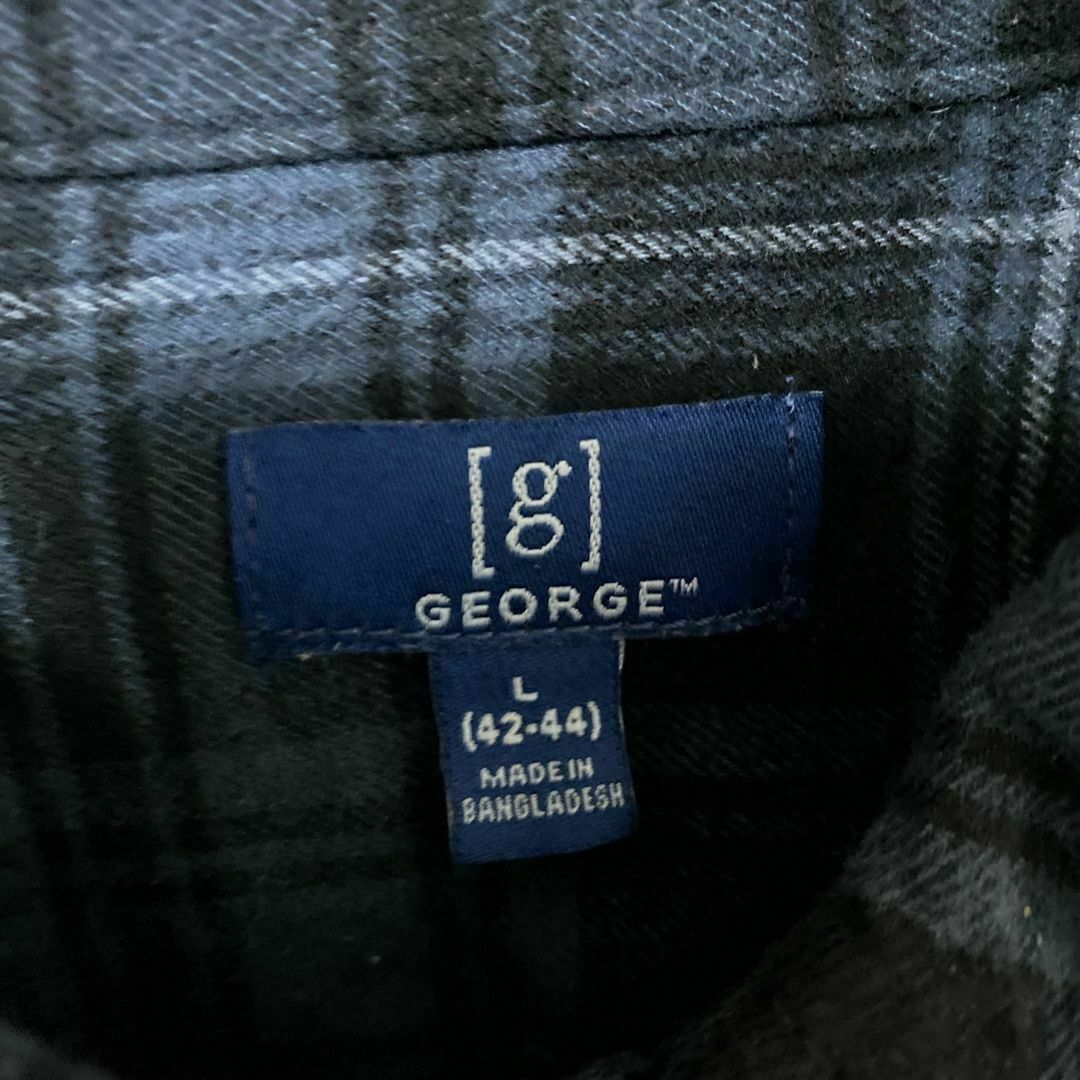 [g]
GEORGE™
L
(42-44)
MADE IN
BANGLADESH